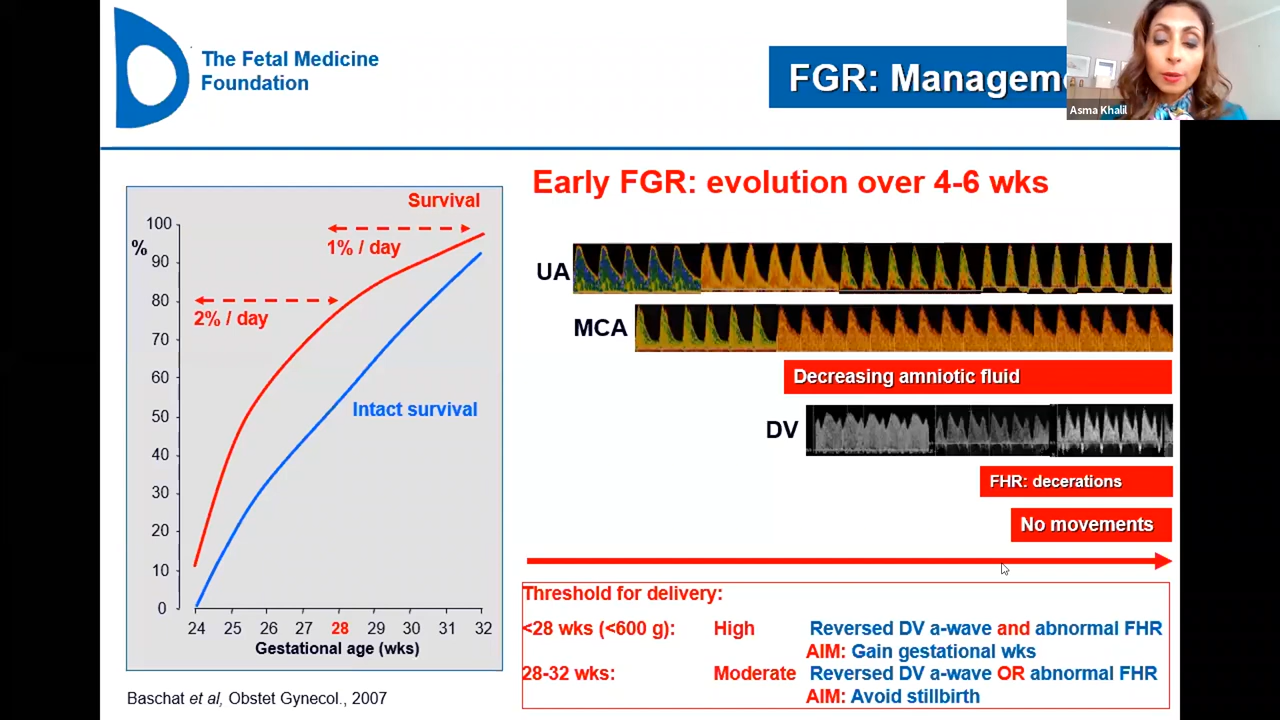 The Fetal Medicine
Foundation
FGR: Managem
Asma Khalil
Early FGR: evolution over 4-6 wks
Survival
1% / day
2% / day
Intact survival
%
100
90
80
70
60
50
40
30
20
10
0
24 25 26 27 28 29 30 31 32
Gestational age (wks)
Baschat et al, Obstet Gynecol., 2007
UA
MCA
Decreasing amniotic fluid
DV
FHR: decerations
No movements
Threshold for delivery:
<28 wks (<600 g): High Reversed DV a-wave and abnormal FHR
AIM: Gain gestational wks
28-32 wks: Moderate Reversed DV a-wave OR abnormal FHR
AIM: Avoid stillbirth